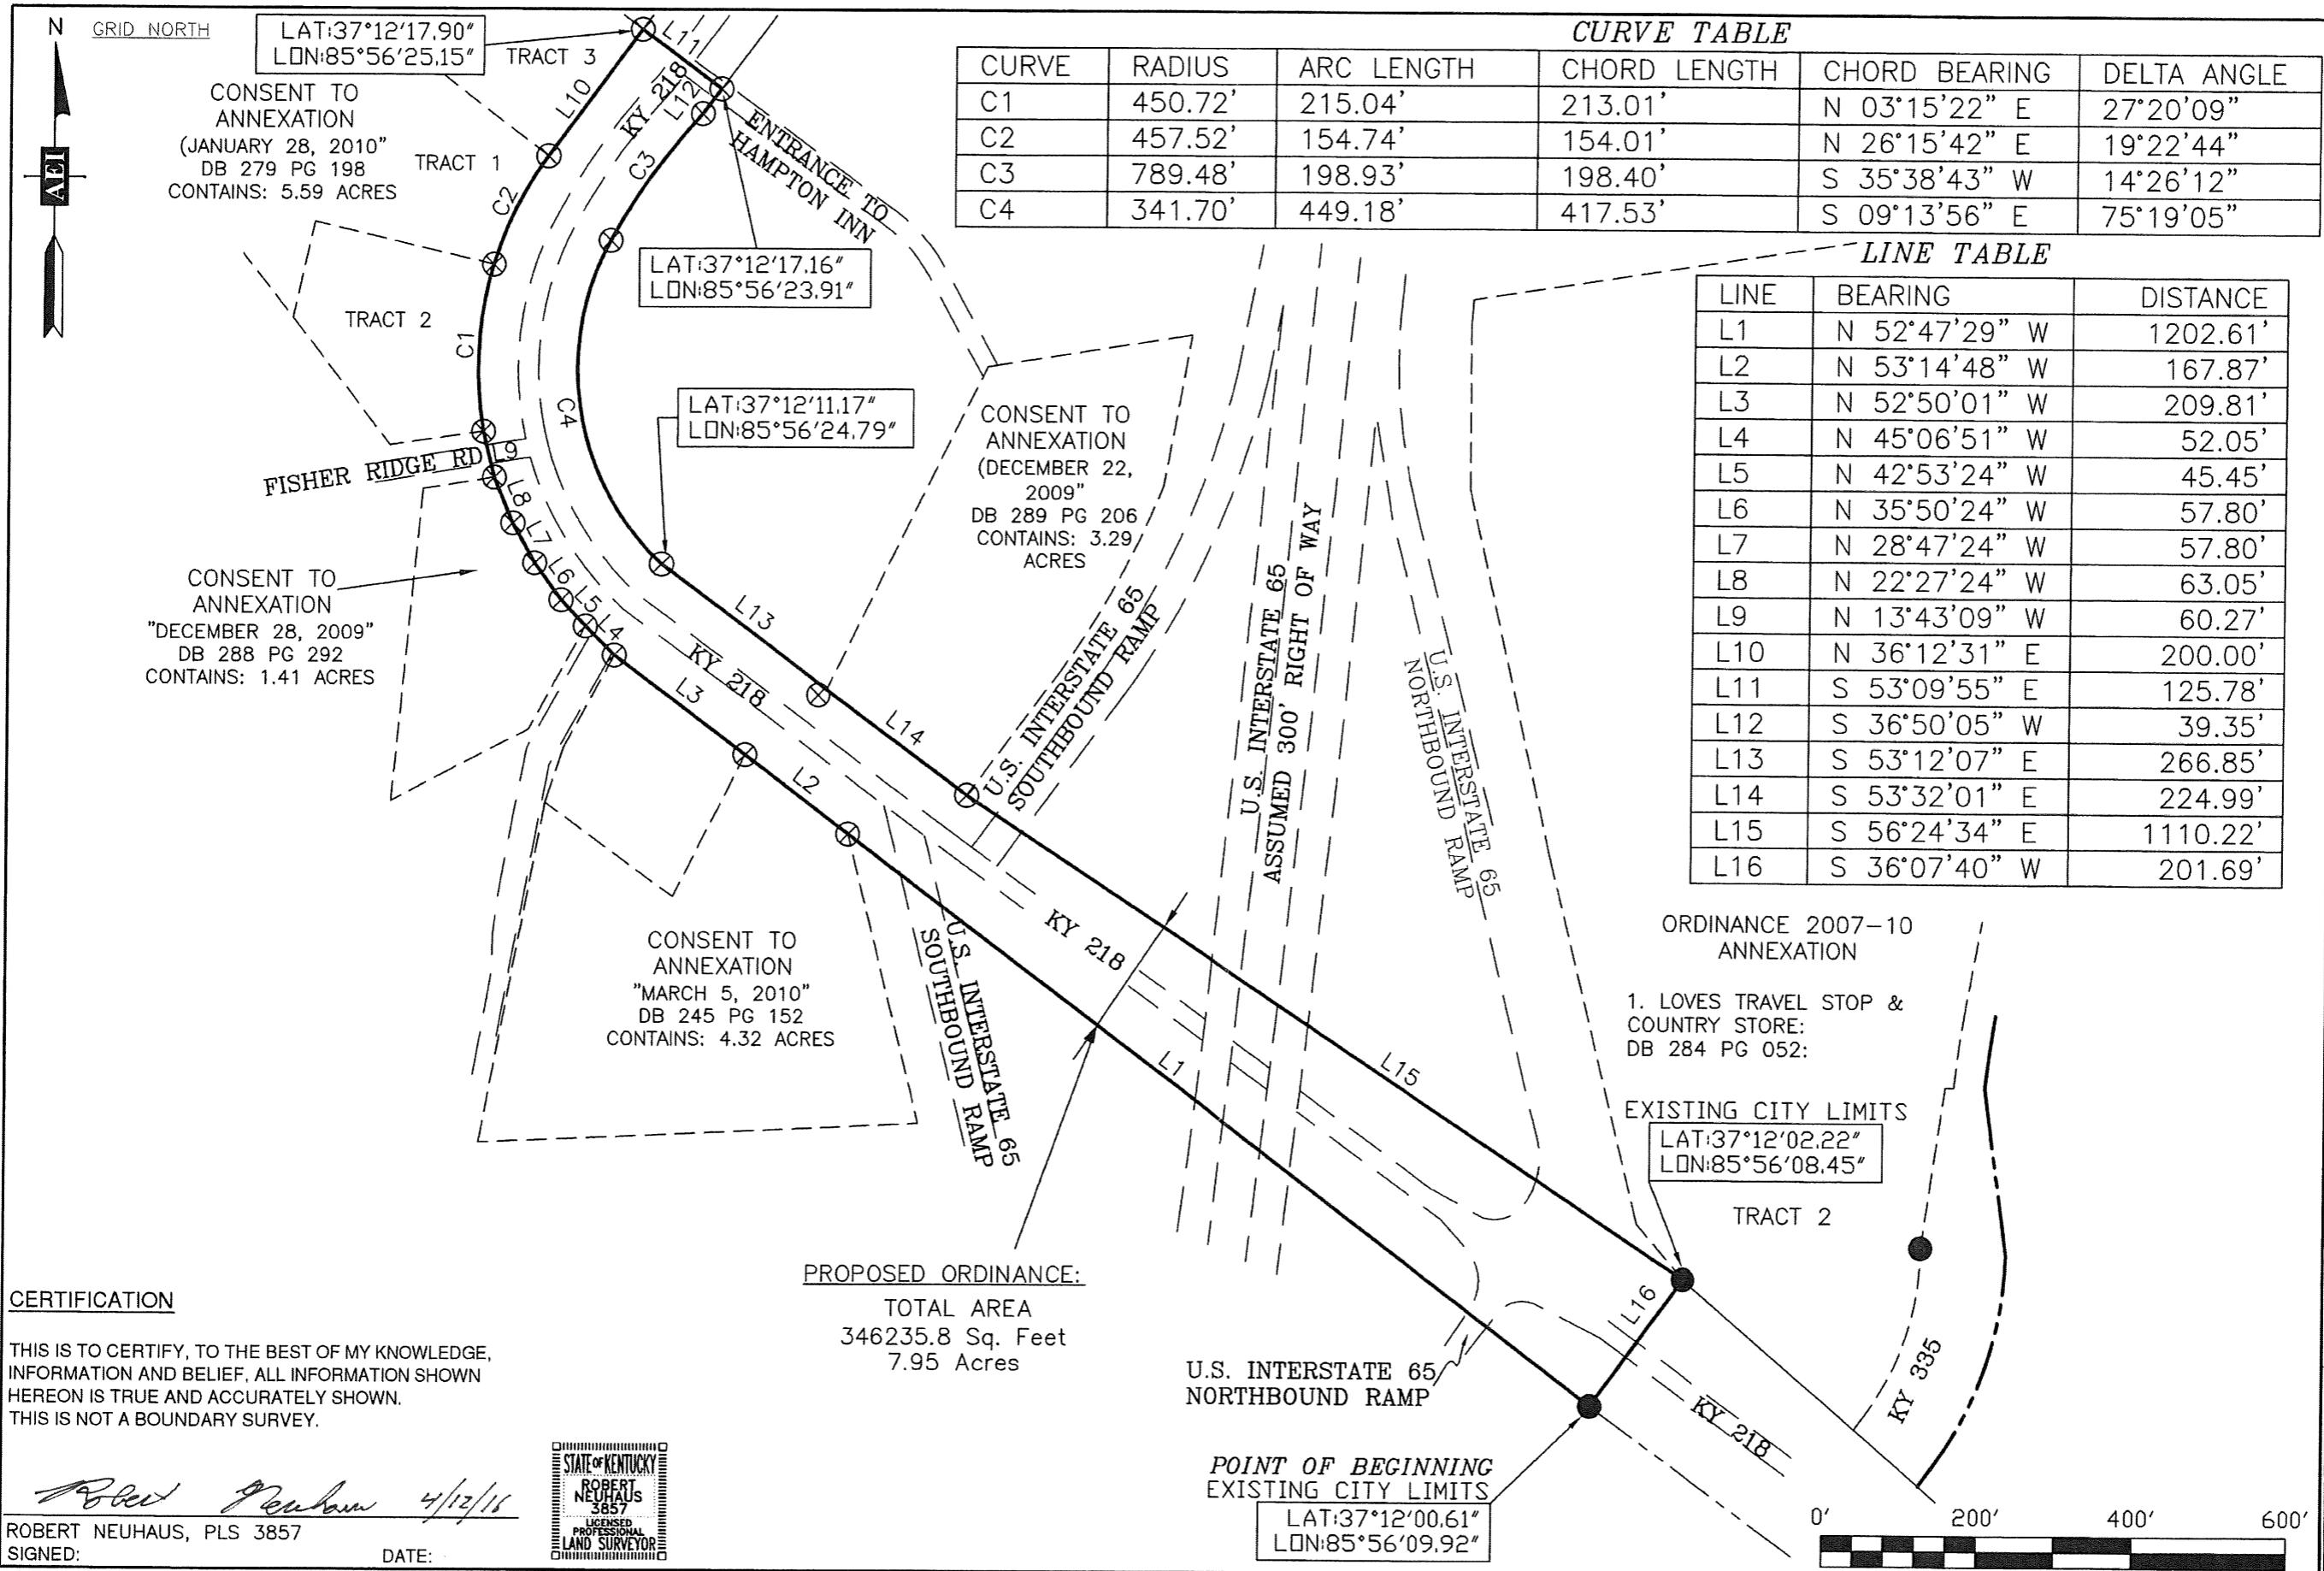 N GRID NORTH
AEI
LAT:37°12'17.90"
LON:85°56'25.15"
TRACT 3
CONSENT TO
ANNEXATION
(JANUARY 28, 2010"
DB 279 PG 198
CONTAINS: 5.59 ACRES
TRACT 1
TRACT 2
L10
L11
L12
C2
C1
C3
C4
KY 218
ENTRANCE TO
HAMPTON INN
LAT:37°12'17.16"
LON:85°56'23.91"
LAT:37°12'11.17"
LON:85°56'24.79"
CURVE TABLE
CURVE RADIUS ARC LENGTH CHORD LENGTH CHORD BEARING DELTA ANGLE
C1 450.72' 215.04' 213.01' N 03°15'22" E 27°20'09"
C2 457.52' 154.74' 154.01' N 26°15'42" E 19°22'44"
C3 789.48' 198.93' 198.40' S 35°38'43" W 14°26'12"
C4 341.70' 449.18' 417.53' S 09°13'56" E 75°19'05"
LINE TABLE
LINE BEARING DISTANCE
L1 N 52°47'29" W 1202.61'
L2 N 53°14'48" W 167.87'
L3 N 52°50'01" W 209.81'
L4 N 45°06'51" W 52.05'
L5 N 42°53'24" W 45.45'
L6 N 35°50'24" W 57.80'
L7 N 28°47'24" W 57.80'
L8 N 22°27'24" W 63.05'
L9 N 13°43'09" W 60.27'
L10 N 36°12'31" E 200.00'
L11 S 53°09'55" E 125.78'
L12 S 36°50'05" W 39.35'
L13 S 53°12'07" E 266.85'
L14 S 53°32'01" E 224.99'
L15 S 56°24'34" E 1110.22'
L16 S 36°07'40" W 201.69'
FISHER RIDGE RD
L9
L8
L7
L6
L5
L4
L3
L2
L13
L14
KY 218
CONSENT TO
ANNEXATION
(DECEMBER 22,
2009"
DB 289 PG 206
CONTAINS: 3.29
ACRES
CONSENT TO
ANNEXATION
"DECEMBER 28, 2009"
DB 288 PG 292
CONTAINS: 1.41 ACRES
CONSENT TO
ANNEXATION
"MARCH 5, 2010"
DB 245 PG 152
CONTAINS: 4.32 ACRES
U.S. INTERSTATE 65
SOUTHBOUND RAMP
U.S. INTERSTATE 65
ASSUMED 300' RIGHT OF WAY
U.S. INTERSTATE 65
NORTHBOUND RAMP
U.S. INTERSTATE 65
SOUTHBOUND RAMP
KY 218
L1
L15
L16
ORDINANCE 2007-10
ANNEXATION
1. LOVES TRAVEL STOP &
COUNTRY STORE:
DB 284 PG 052:
EXISTING CITY LIMITS
LAT:37°12'02.22"
LON:85°56'08.45"
TRACT 2
KY 335
KY 218
PROPOSED ORDINANCE:
TOTAL AREA
346235.8 Sq. Feet
7.95 Acres
U.S. INTERSTATE 65
NORTHBOUND RAMP
POINT OF BEGINNING
EXISTING CITY LIMITS
LAT:37°12'00.61"
LON:85°56'09.92"
0' 200' 400' 600'
CERTIFICATION
THIS IS TO CERTIFY, TO THE BEST OF MY KNOWLEDGE,
INFORMATION AND BELIEF, ALL INFORMATION SHOWN
HEREON IS TRUE AND ACCURATELY SHOWN.
THIS IS NOT A BOUNDARY SURVEY.
Robert Neuhaus 4/12/16
ROBERT NEUHAUS, PLS 3857
SIGNED: DATE:
STATE OF KENTUCKY
ROBERT
NEUHAUS
3857
LICENSED
PROFESSIONAL
LAND SURVEYOR